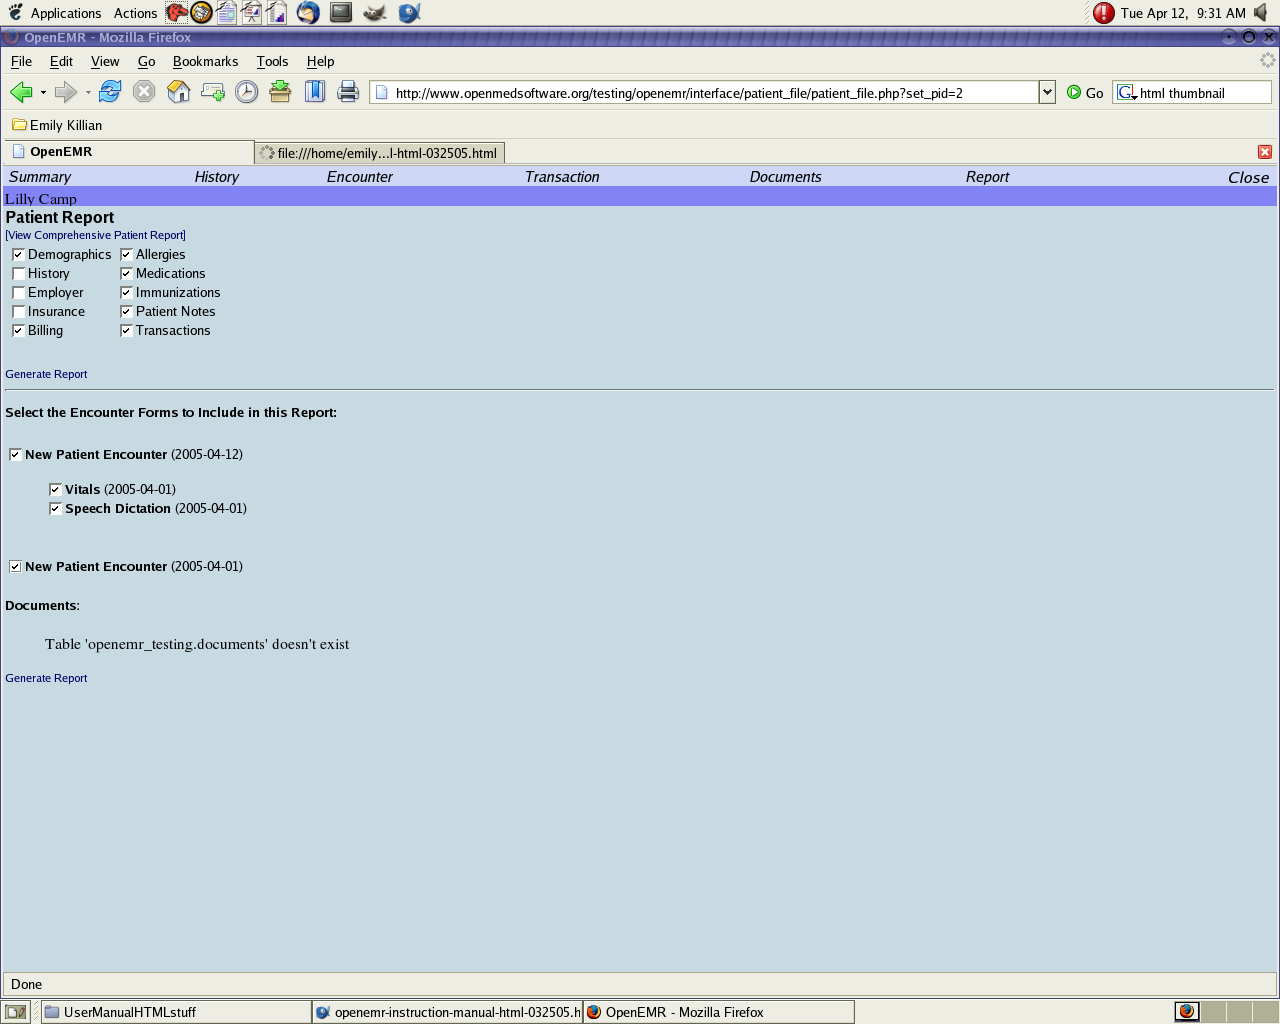 Applications Actions Tue Apr 12, 9:31 AM
OpenEMR - Mozilla Firefox
File Edit View Go Bookmarks Tools Help
http://www.openmedsoftware.org/testing/openemr/interface/patient_file/patient_file.php?set_pid=2 Go G html thumbnail
Emily Killian
OpenEMR file:///home/emily...l-html-032505.html
Summary History Encounter Transaction Documents Report Close
Lilly Camp
Patient Report
[View Comprehensive Patient Report]
Demographics Allergies
History Medications
Employer Immunizations
Insurance Patient Notes
Billing Transactions
Generate Report
Select the Encounter Forms to Include in this Report:
New Patient Encounter (2005-04-12)
Vitals (2005-04-01)
Speech Dictation (2005-04-01)
New Patient Encounter (2005-04-01)
Documents:
Table 'openemr_testing.documents' doesn't exist
Generate Report
Done
UserManualHTMLstuff openemr-instruction-manual-html-032505.h OpenEMR - Mozilla Firefox